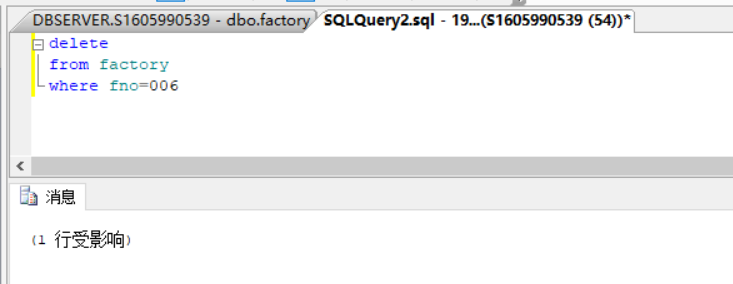 DBSERVER.S1605990539 - dbo.factory
SQLQuery2.sql - 19...(S1605990539 (54))*
delete
from factory
where fno=006
消息
(1 行受影响)